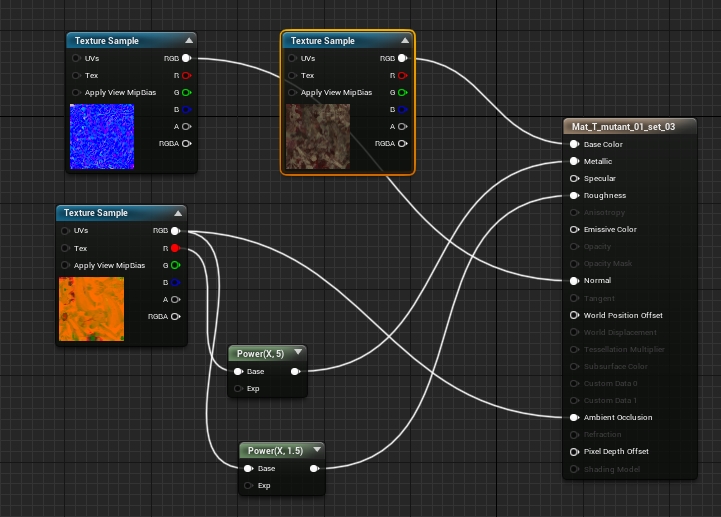 Texture Sample
UVs RGB
Tex R
Apply View MipBias G
B
A
RGBA
Texture Sample
UVs RGB
Tex R
Apply View MipBias G
B
A
RGBA
Mat_T_mutant_01_set_03
Base Color
Metallic
Specular
Roughness
Anisotropy
Emissive Color
Opacity
Opacity Mask
Normal
Tangent
World Position Offset
World Displacement
Tessellation Multiplier
Subsurface Color
Custom Data 0
Custom Data 1
Ambient Occlusion
Refraction
Pixel Depth Offset
Shading Model
Texture Sample
UVs RGB
Tex R
Apply View MipBias G
B
A
RGBA
Power(X, 5)
Base
Exp
Power(X, 1.5)
Base
Exp